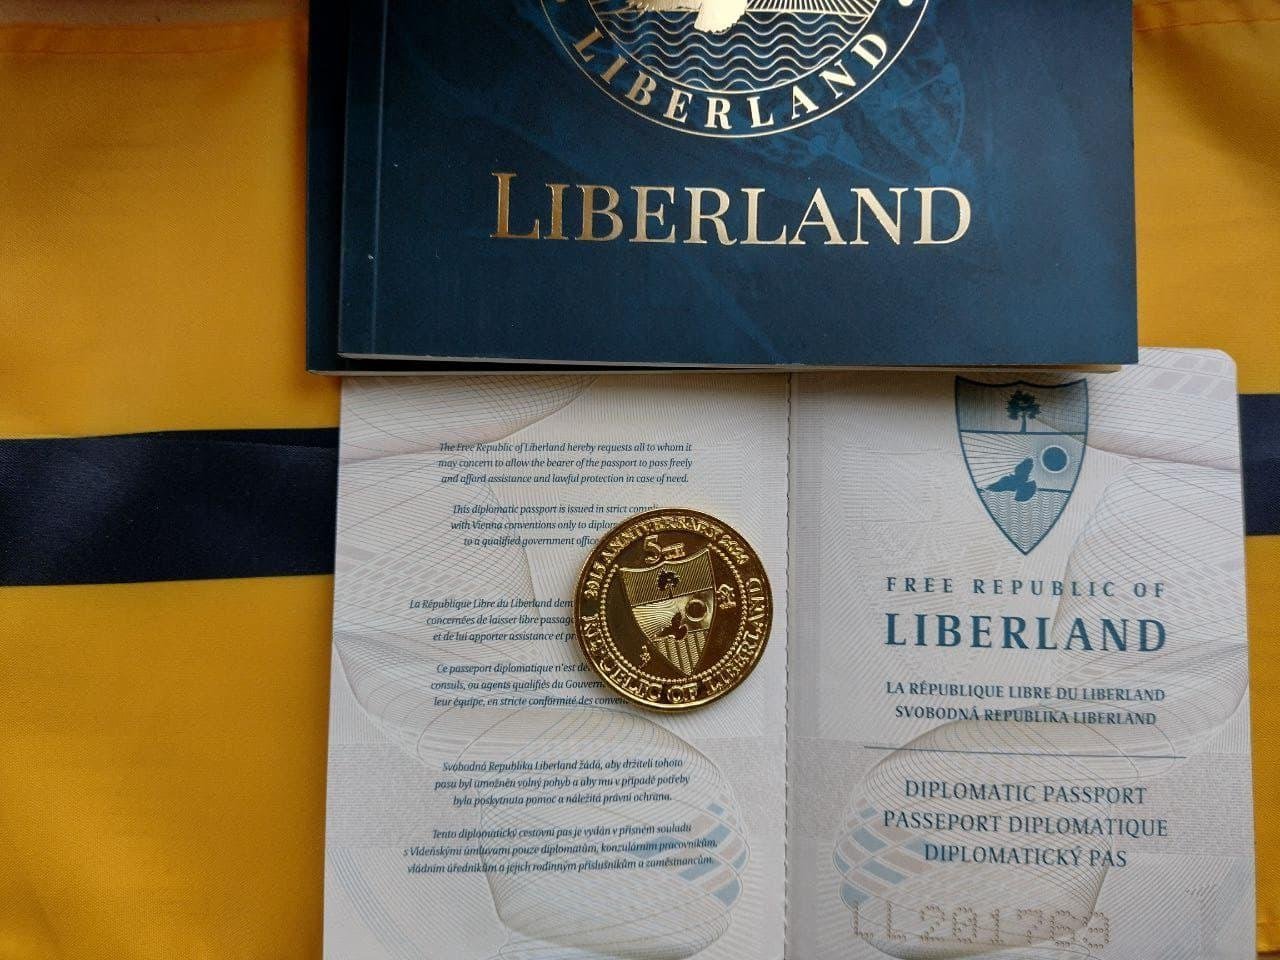 LIBERLAND
LIBERLAND
The Free Republic of Liberland hereby requests all to whom it
may concern to allow the bearer of the passport to pass freely
and afford assistance and lawful protection in case of need.
This diplomatic passport is issued in strict
with Vienna conventions only to
to a qualified government
La République Libre du Liberland
concernées de laisser libre
et de lui apporter assistance et
Ce passeport diplomatique n'est
consuls, ou agents qualifiés du
leur équipe, en stricte conformité des
Svobodná Republika Liberland žádá, aby držiteli tohoto
pasu byl umožněn volný pohyb a aby mu v případě potřeby
byla poskytnuta pomoc a náležitá právní ochrana.
Tento diplomatický cestovní pas je vydán v přísném souladu
s Vídeňskými úmluvami pouze diplomatům, konzulárním pracovníkům,
vládním úředníkům a jejich rodinným příslušníkům a zaměstnancům.
2015 ANNIVERSARY 2020
5
FREE REPUBLIC OF LIBERLAND
FREE REPUBLIC OF
LIBERLAND
LA RÉPUBLIQUE LIBRE DU LIBERLAND
SVOBODNÁ REPUBLIKA LIBERLAND
DIPLOMATIC PASSPORT
PASSEPORT DIPLOMATIQUE
DIPLOMATICKÝ PAS